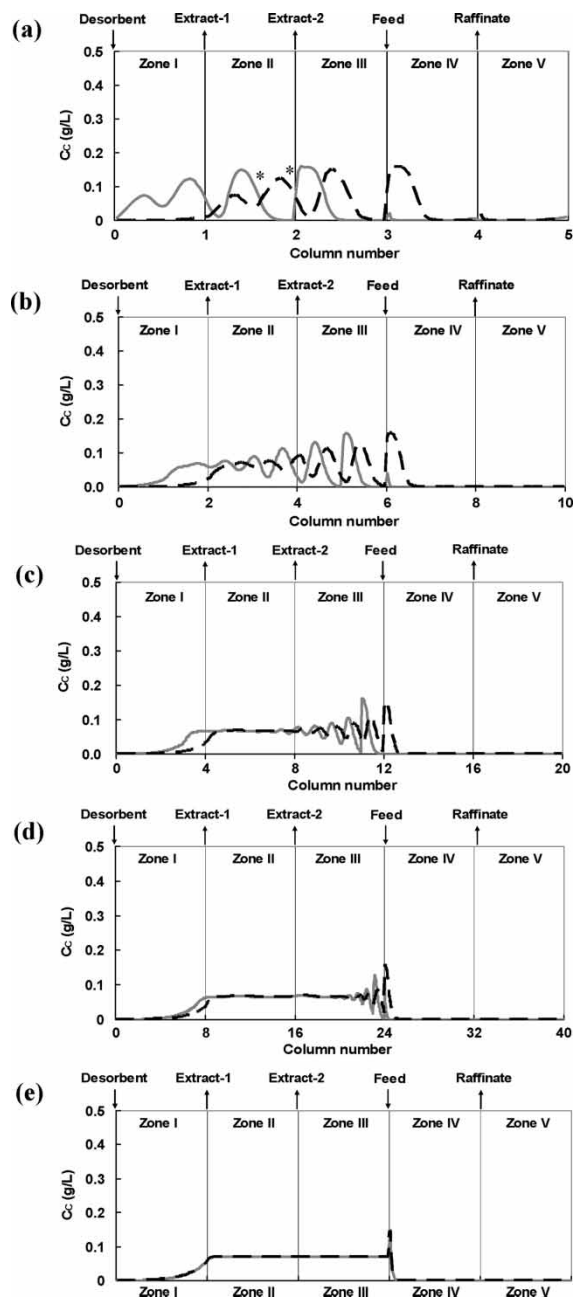 (a)
Desorbent Extract-1 Extract-2 Feed Raffinate
Zone I Zone II Zone III Zone IV Zone V
Cc (g/L)
0.5
0.4
0.3
0.2
0.1
0
* *
0 1 2 3 4 5
Column number
(b)
Desorbent Extract-1 Extract-2 Feed Raffinate
Zone I Zone II Zone III Zone IV Zone V
Cc (g/L)
0.5
0.4
0.3
0.2
0.1
0.0
0 2 4 6 8 10
Column number
(c)
Desorbent Extract-1 Extract-2 Feed Raffinate
Zone I Zone II Zone III Zone IV Zone V
Cc (g/L)
0.5
0.4
0.3
0.2
0.1
0.0
0 4 8 12 16 20
Column number
(d)
Desorbent Extract-1 Extract-2 Feed Raffinate
Zone I Zone II Zone III Zone IV Zone V
Cc (g/L)
0.5
0.4
0.3
0.2
0.1
0
0 8 16 24 32 40
Column number
(e)
Desorbent Extract-1 Extract-2 Feed Raffinate
Zone I Zone II Zone III Zone IV Zone V
Cc (g/L)
0.5
0.4
0.3
0.2
0.1
0
Zone I Zone II Zone III Zone IV Zone V